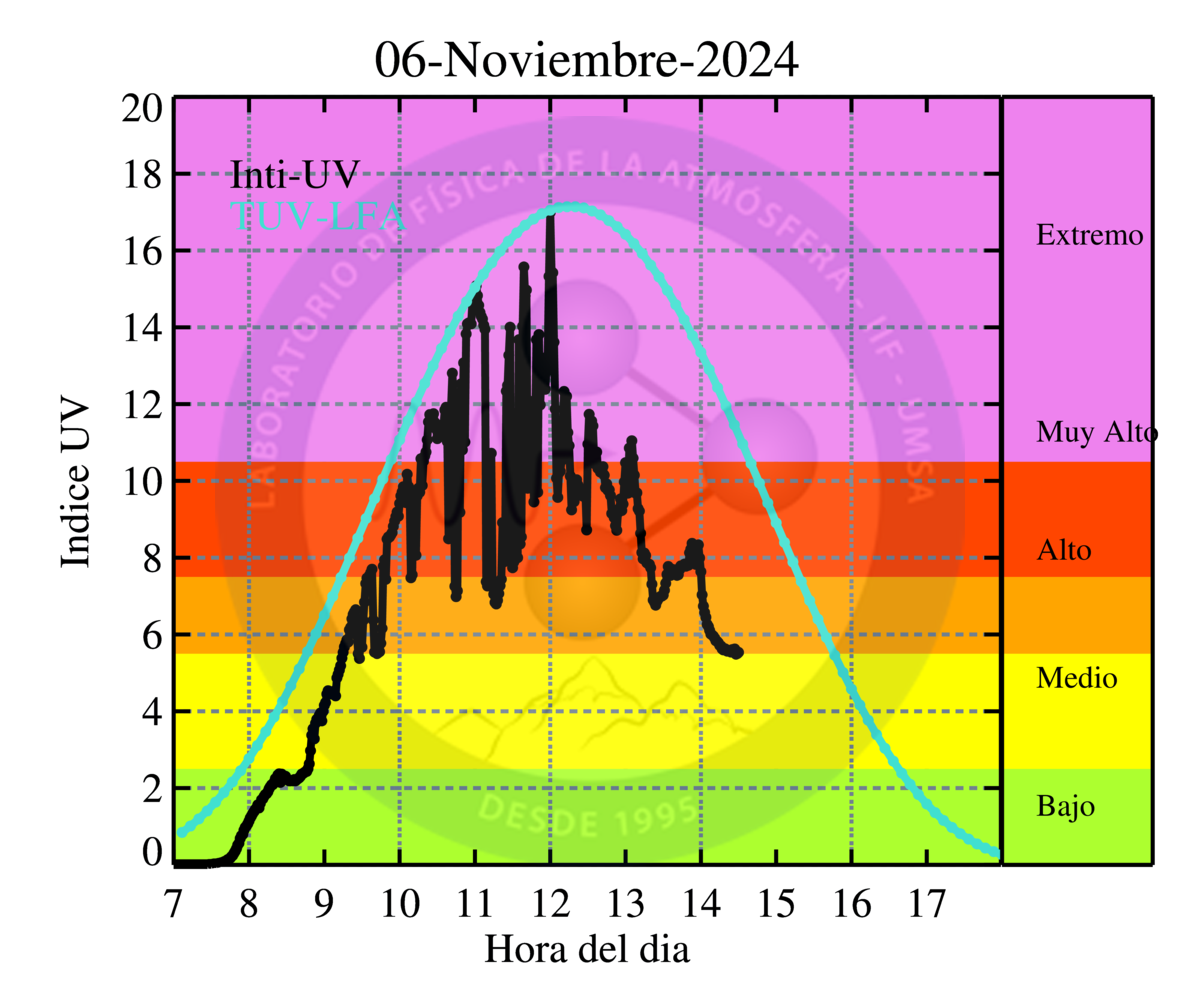 06-Noviembre-2024
20
18
16
14
12
10
8
6
4
2
0
Indice UV
Inti-UV
TUV-LFA
LABORATORIO DE FÍSICA DE LA ATMÓSFERA - IIF - UMSA
DESDE 1995
Extremo
Muy Alto
Alto
Medio
Bajo
7 8 9 10 11 12 13 14 15 16 17
Hora del dia